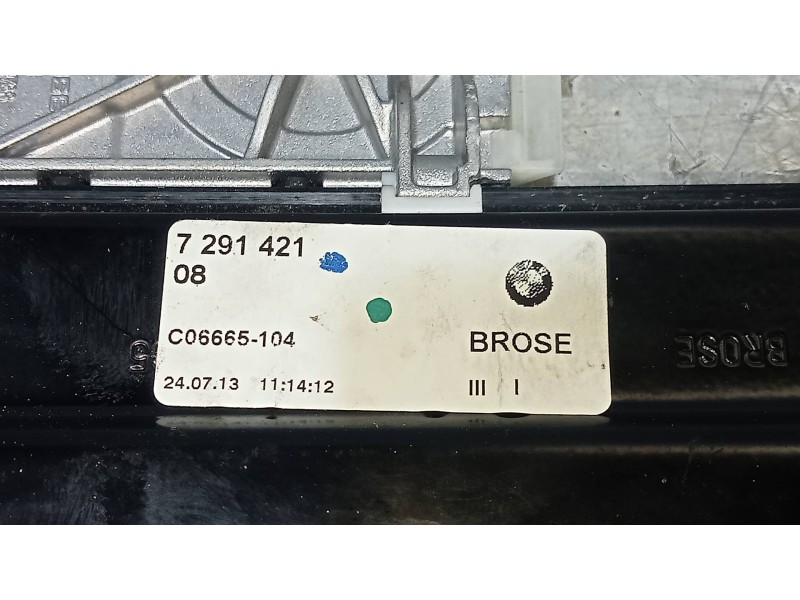 7 291 421
08
C06665-104
BROSE
24.07.13 11:14:12
III I
BROSE